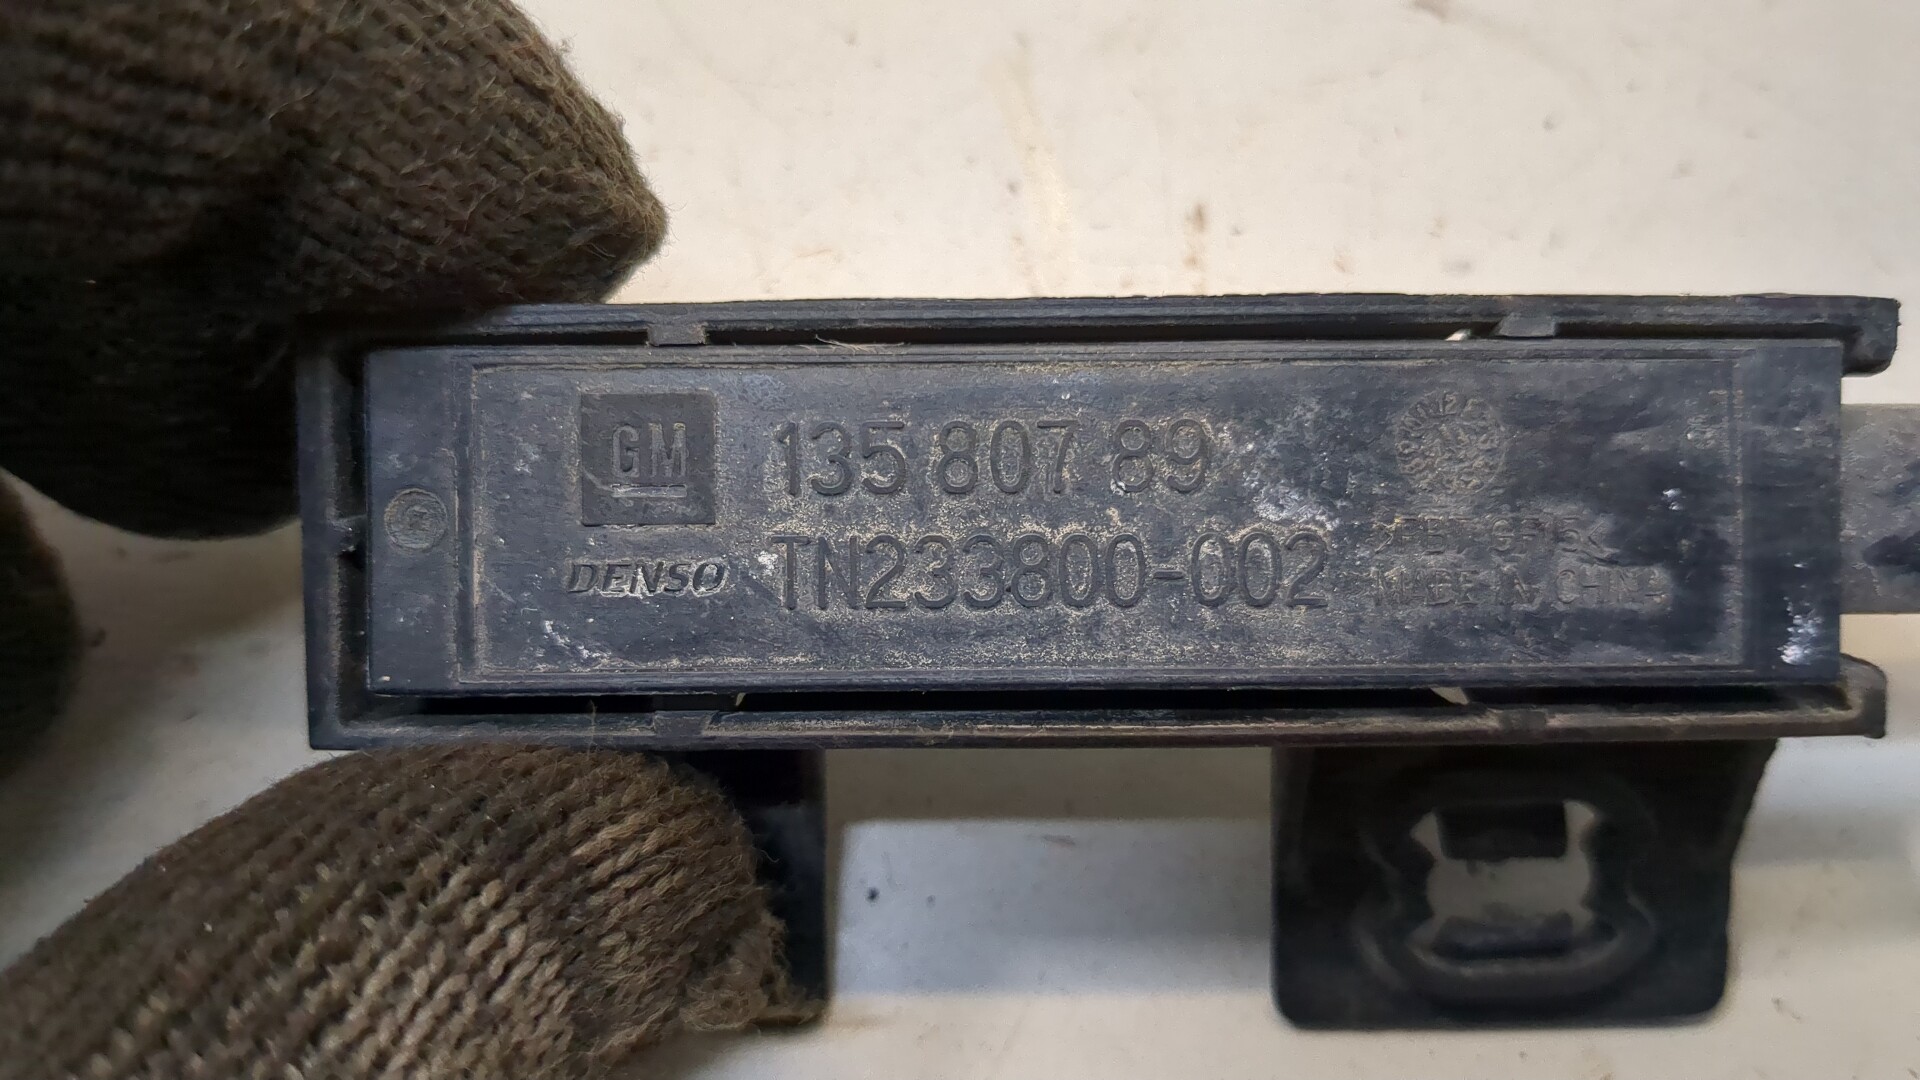 GM 135 807 89
DENSO TN233800-002
MADE IN CHINA